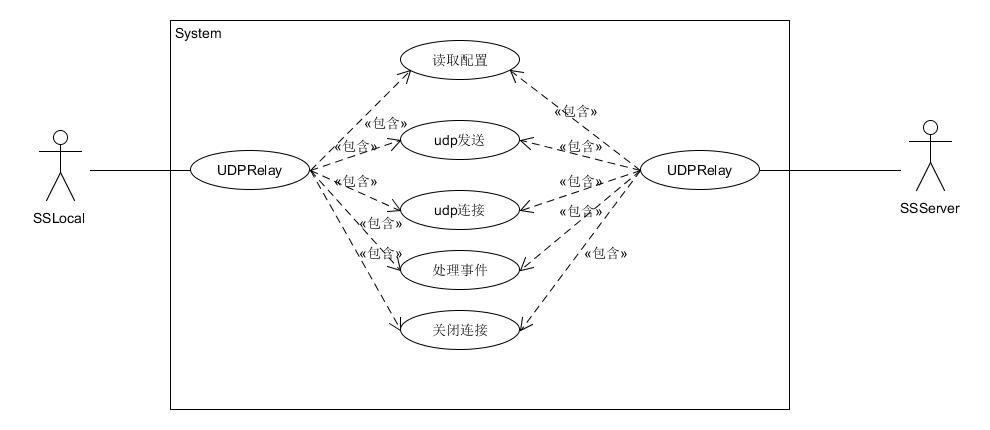 System
读取配置
«包含»
«包含»
udp发送
«包含»
«包含»
UDPRelay
UDPRelay
«包含»
«包含»
SSLocal
SSServer
udp连接
«包含»
«包含»
«包含»
«包含»
处理事件
关闭连接